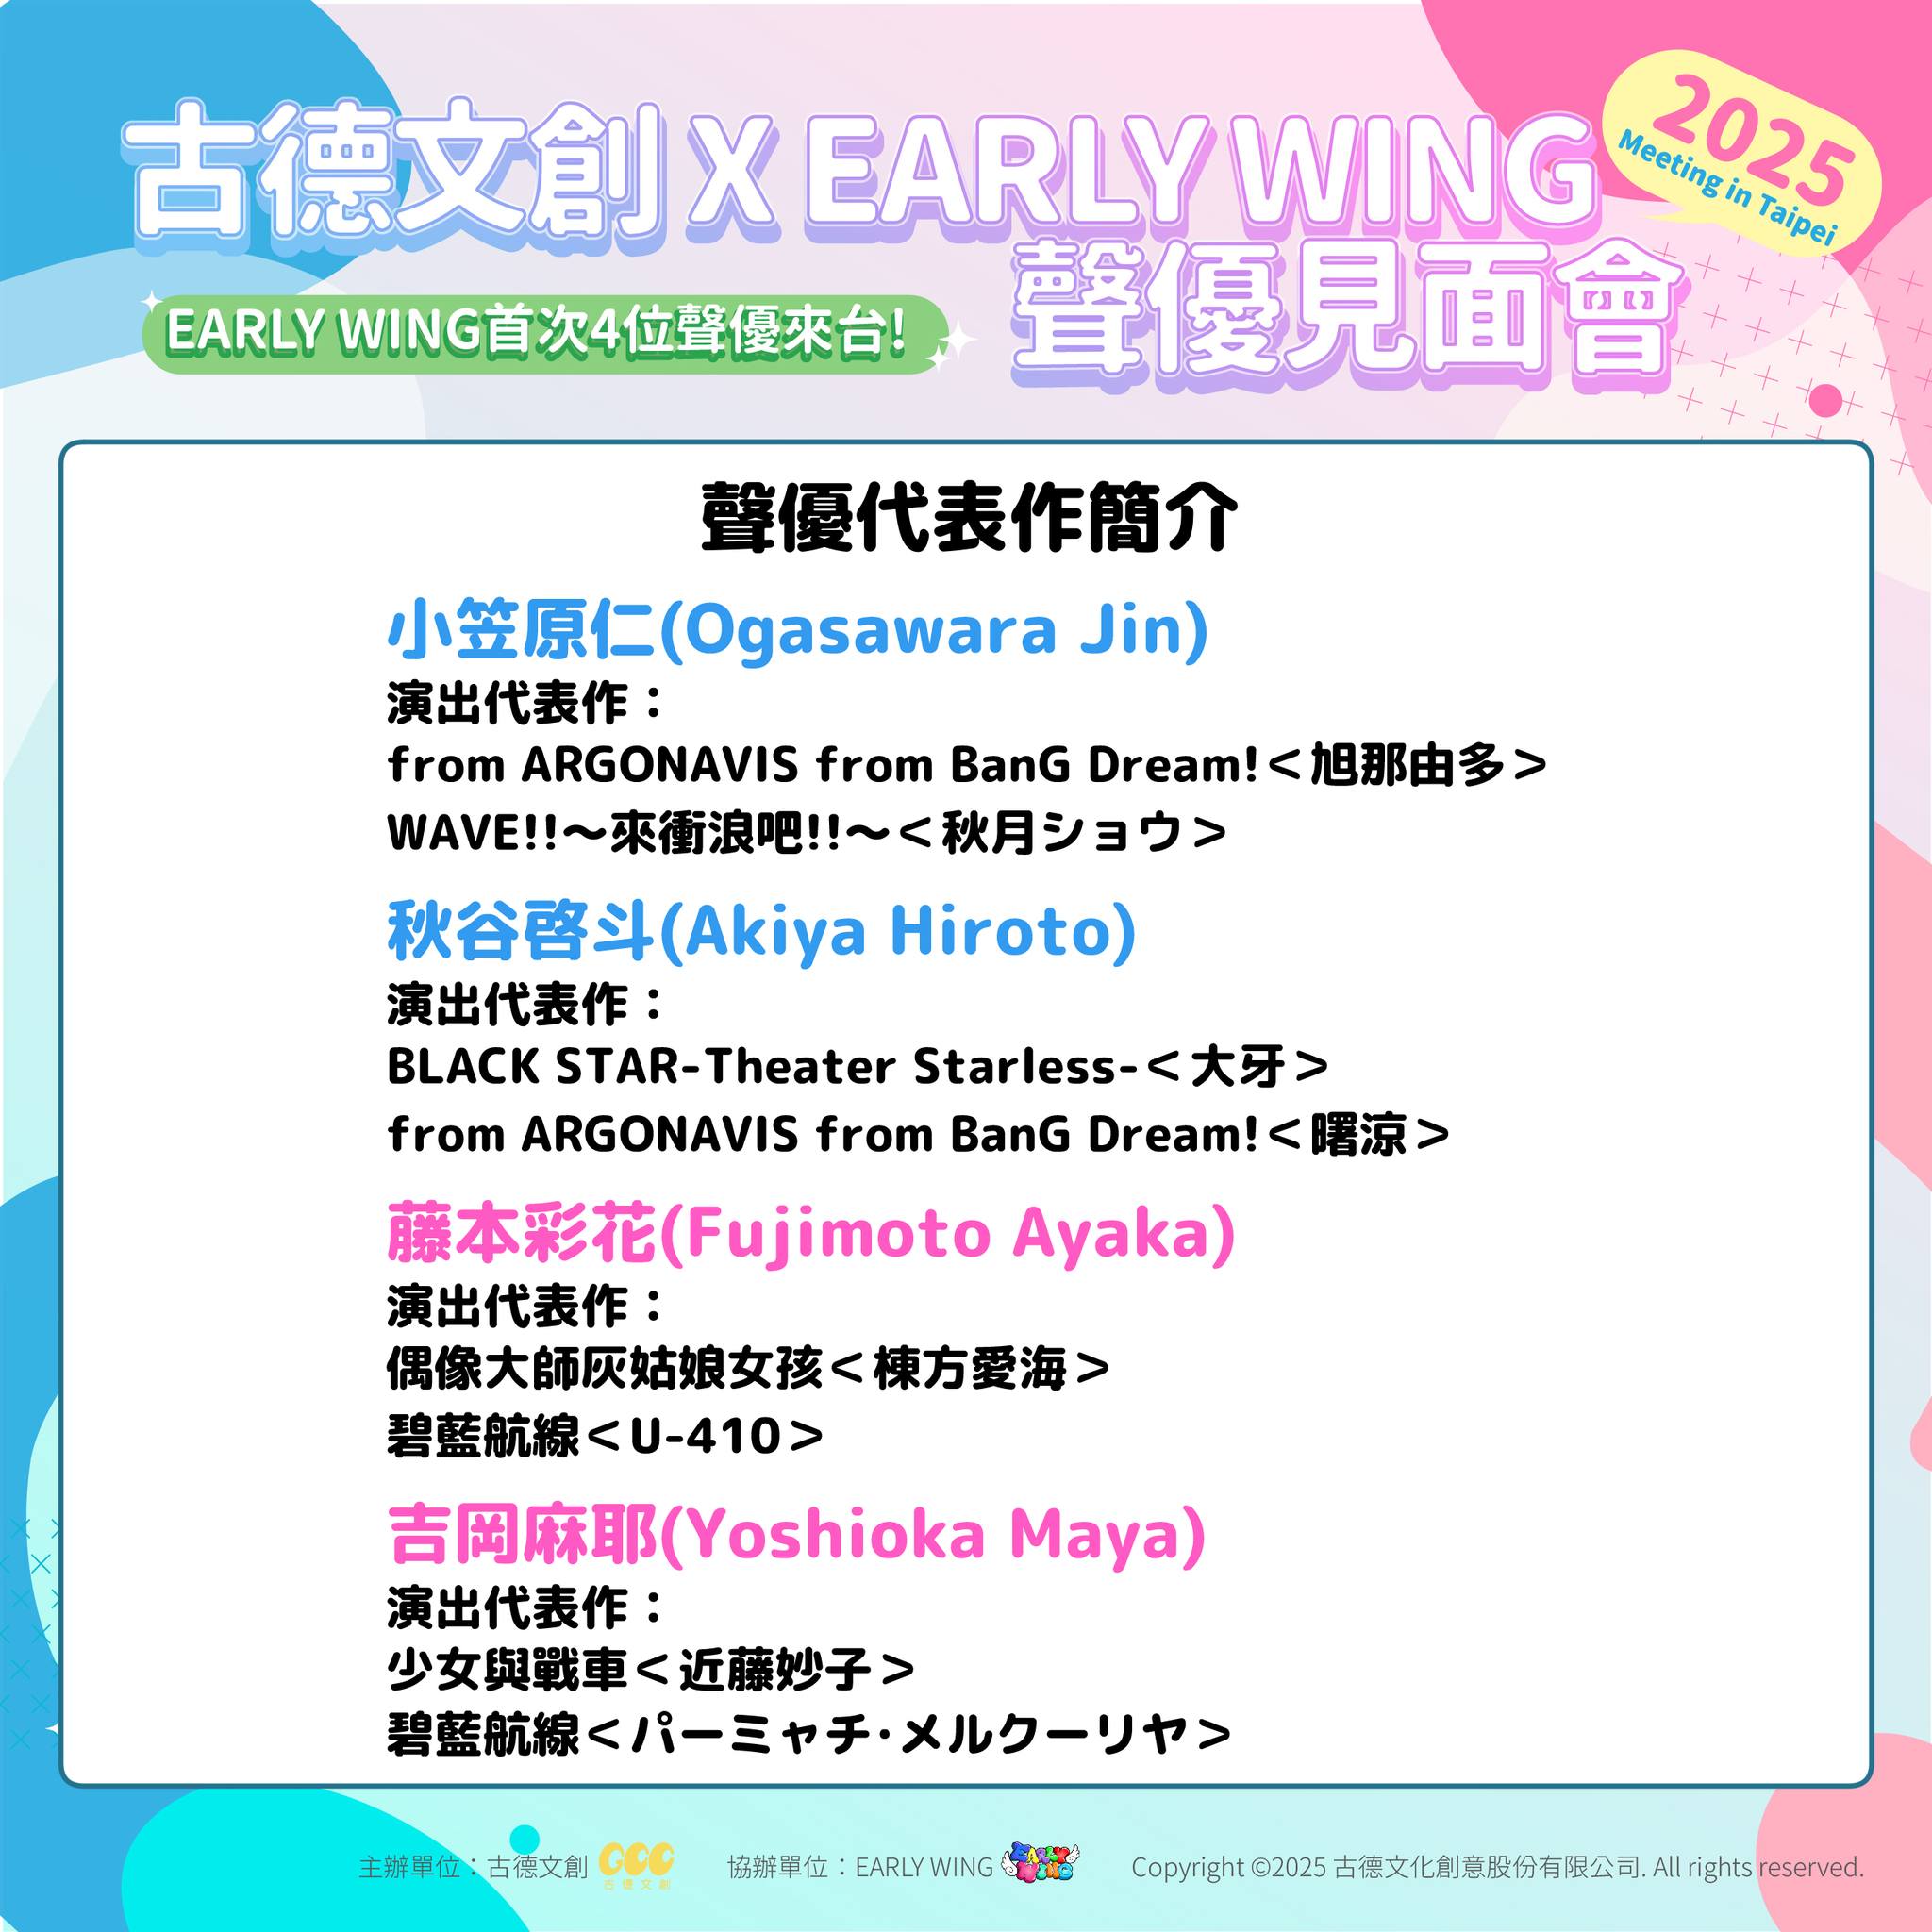 古德文創 X EARLY WING
2025
Meeting in Taipei
聲優見面會
EARLY WING首次4位聲優來台!
聲優代表作簡介
小笠原仁(Ogasawara Jin)
演出代表作：
from ARGONAVIS from BanG Dream!＜旭那由多＞
WAVE!!～來衝浪吧!!～＜秋月ショウ＞
秋谷啓斗(Akiya Hiroto)
演出代表作：
BLACK STAR-Theater Starless-＜大牙＞
from ARGONAVIS from BanG Dream!＜曙涼＞
藤本彩花(Fujimoto Ayaka)
演出代表作：
偶像大師灰姑娘女孩＜棟方愛海＞
碧藍航線＜U-410＞
吉岡麻耶(Yoshioka Maya)
演出代表作：
少女與戰車＜近藤妙子＞
碧藍航線＜パーミャチ·メルクーリヤ＞
主辦單位：古德文創 GCC 古德文創 協辦單位：EARLY WING EARLY WING Copyright ©2025 古德文化創意股份有限公司. All rights reserved.